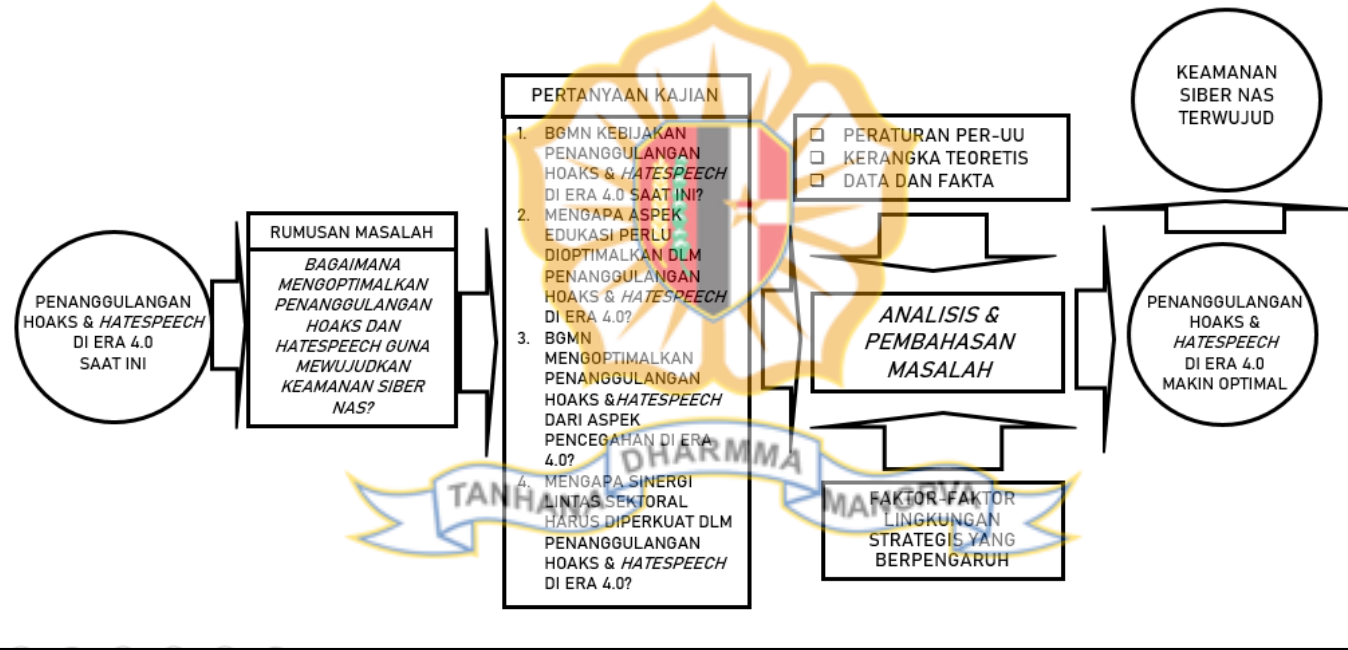 PENANGGULANGAN
HOAKS & HATESPEECH
DI ERA 4.0
SAAT INI
RUMUSAN MASALAH
BAGAIMANA
MENGOPTIMALKAN
PENANGGULANGAN
HOAKS DAN
HATESPEECH GUNA
MEWUJUDKAN
KEAMANAN SIBER
NAS?
PERTANYAAN KAJIAN
1. BGMN KEBIJAKAN
PENANGGULANGAN
HOAKS & HATESPEECH
DI ERA 4.0 SAAT INI?
2. MENGAPA ASPEK
EDUKASI PERLU
DIOPTIMALKAN DLM
PENANGGULANGAN
HOAKS & HATESPEECH
DI ERA 4.0?
3. BGMN
MENGOPTIMALKAN
PENANGGULANGAN
HOAKS &HATESPEECH
DARI ASPEK
PENCEGAHAN DI ERA
4.0?
4. MENGAPA SINERGI
LINTAS SEKTORAL
HARUS DIPERKUAT DLM
PENANGGULANGAN
HOAKS & HATESPEECH
DI ERA 4.0?
PERATURAN PER-UU
KERANGKA TEORETIS
DATA DAN FAKTA
ANALISIS &
PEMBAHASAN
MASALAH
FAKTOR-FAKTOR
LINGKUNGAN
STRATEGIS YANG
BERPENGARUH
KEAMANAN
SIBER NAS
TERWUJUD
PENANGGULANGAN
HOAKS &
HATESPEECH
DI ERA 4.0
MAKIN OPTIMAL
TANHANA DHARMMA MANGRVA